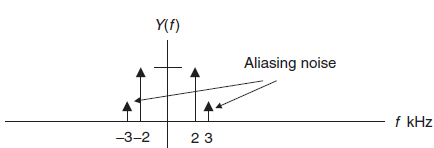 Y(f)
Aliasing noise
f kHz
–3–2 2 3